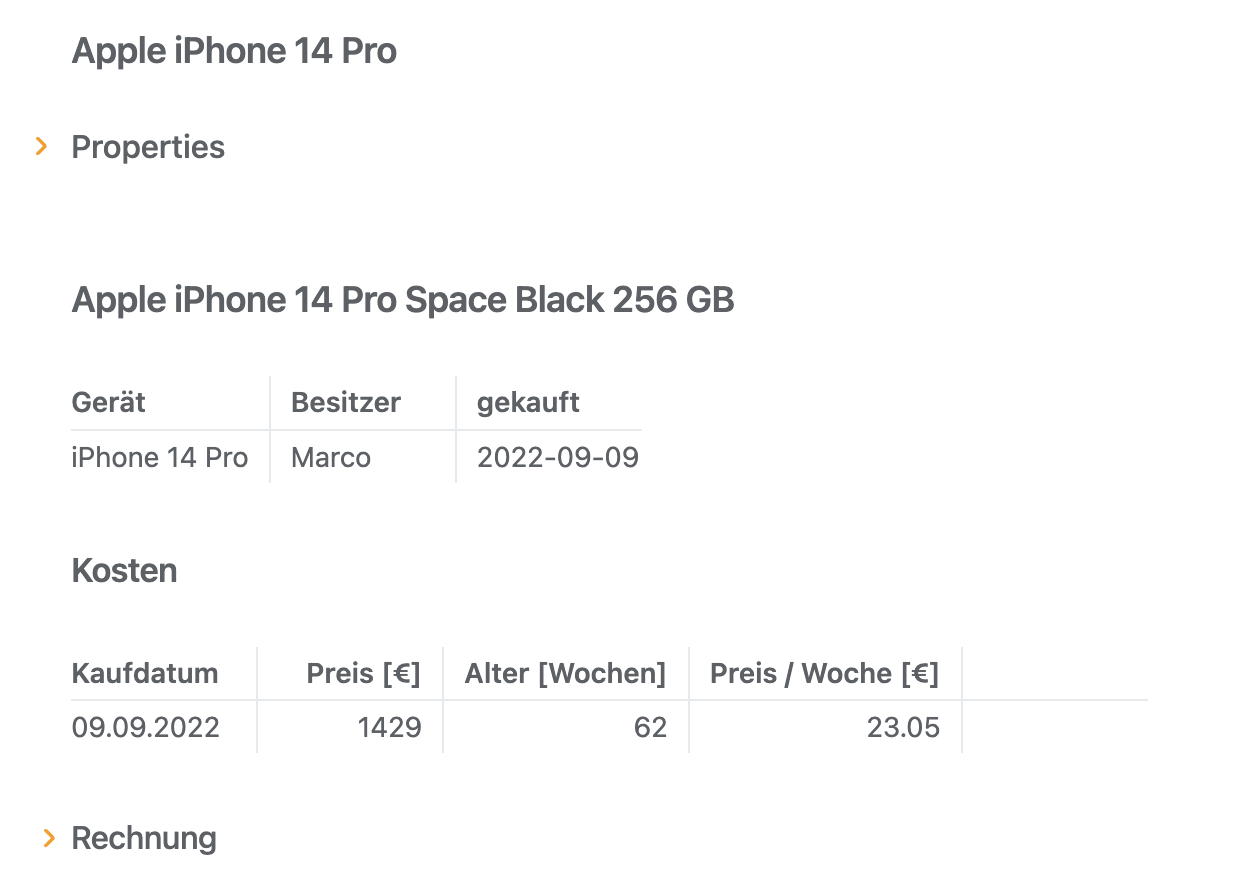 Apple iPhone 14 Pro
Properties
Apple iPhone 14 Pro Space Black 256 GB
Gerät Besitzer gekauft
iPhone 14 Pro Marco 2022-09-09
Kosten
Kaufdatum Preis [€] Alter [Wochen] Preis / Woche [€]
09.09.2022 1429 62 23.05
Rechnung